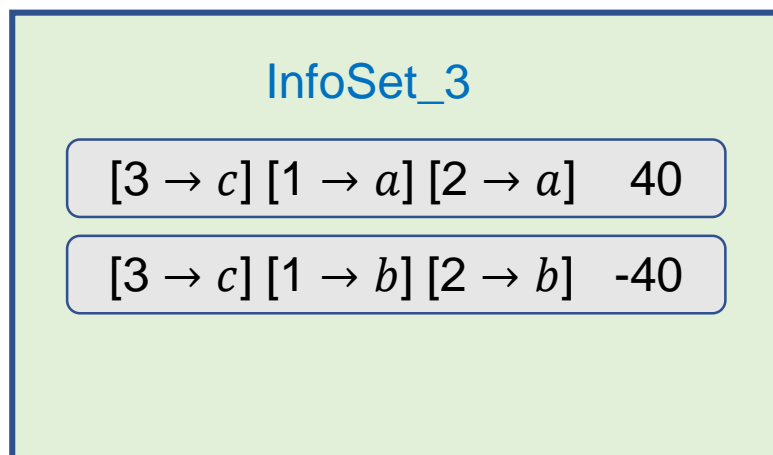 InfoSet_3
[3 → c] [1 → a] [2 → a] 40
[3 → c] [1 → b] [2 → b] -40